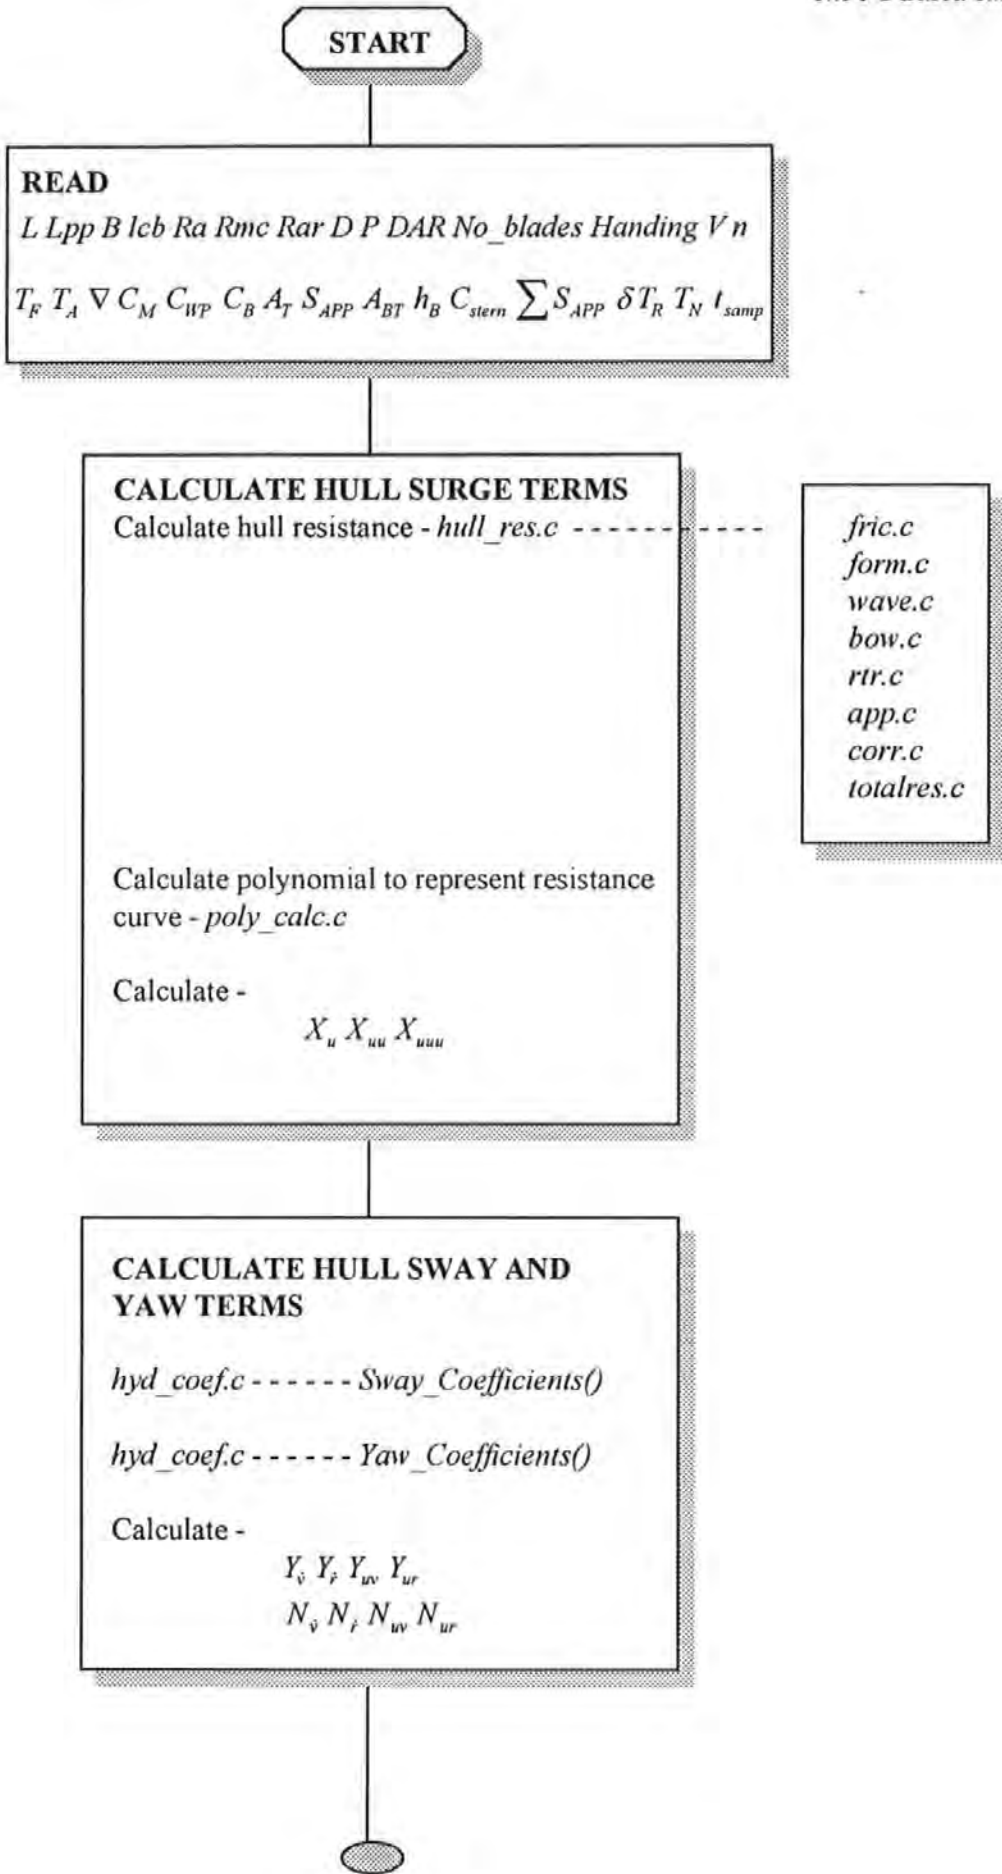 START
READ
L Lpp B lcb Ra Rmc Rar D P DAR No_blades Handing V n
T_F T_A ∇ C_M C_WP C_B A_T S_APP A_BT h_B C_stern ∑ S_APP δ T_R T_N t_samp
CALCULATE HULL SURGE TERMS
Calculate hull resistance - hull_res.c - - - - - - - - - - - -
fric.c
form.c
wave.c
bow.c
rtr.c
app.c
corr.c
totalres.c
Calculate polynomial to represent resistance
curve - poly_calc.c
Calculate -
X_u X_uu X_uuu
CALCULATE HULL SWAY AND
YAW TERMS
hyd_coef.c - - - - - - Sway_Coefficients()
hyd_coef.c - - - - - - Yaw_Coefficients()
Calculate -
Y_v̇ Y_ṙ Y_uv Y_ur
N_v̇ N_ṙ N_uv N_ur